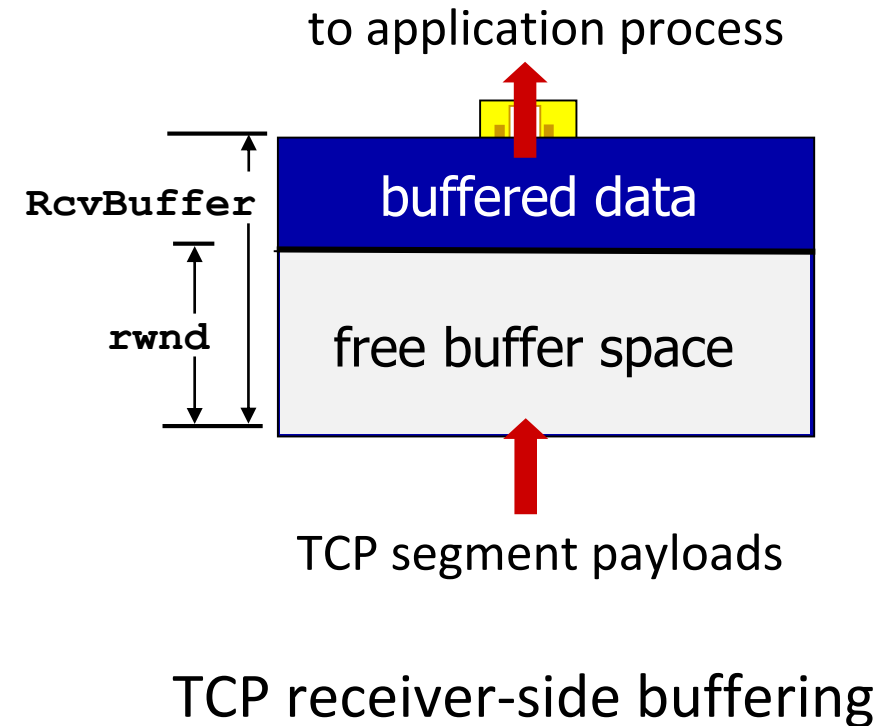 to application process
RcvBuffer
buffered data
rwnd
free buffer space
TCP segment payloads
TCP receiver-side buffering